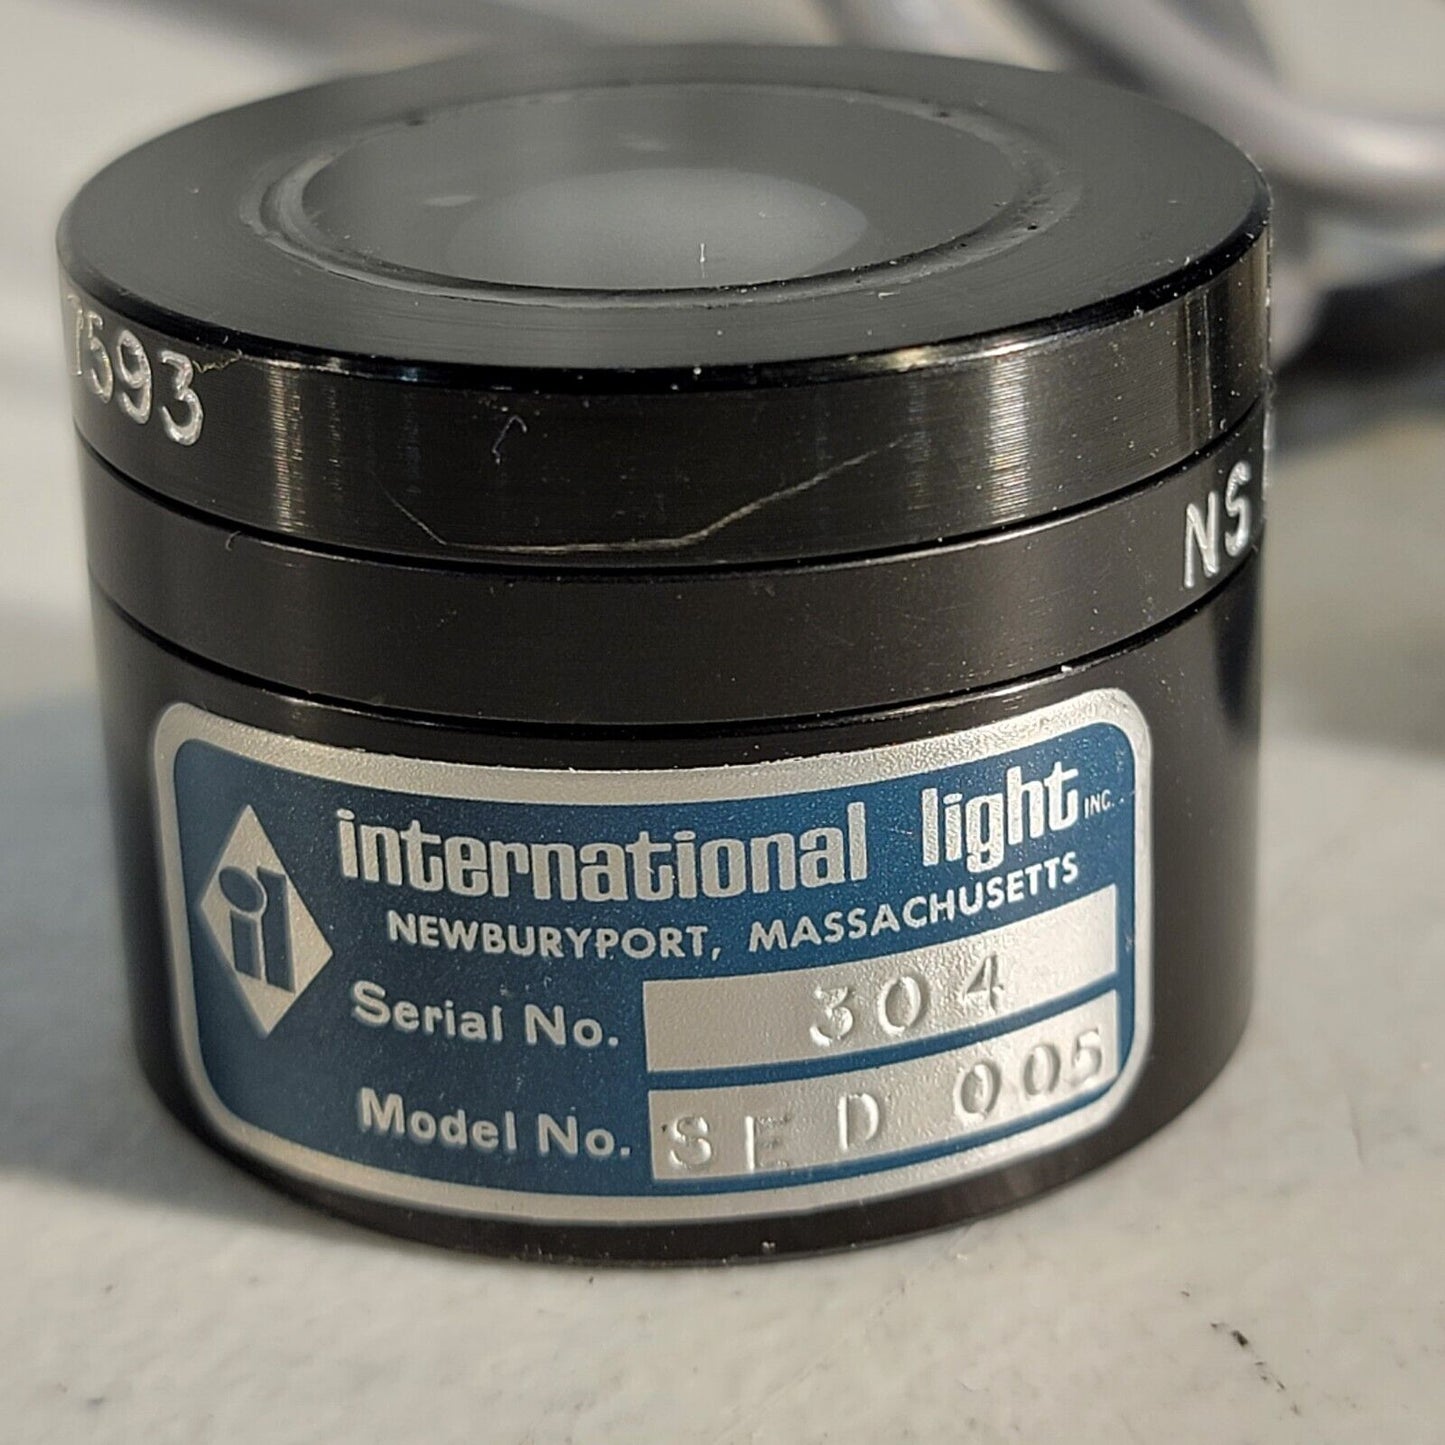 7593
NS
il
international light INC.
NEWBURYPORT, MASSACHUSETTS
Serial No. 304
Model No. SED 005